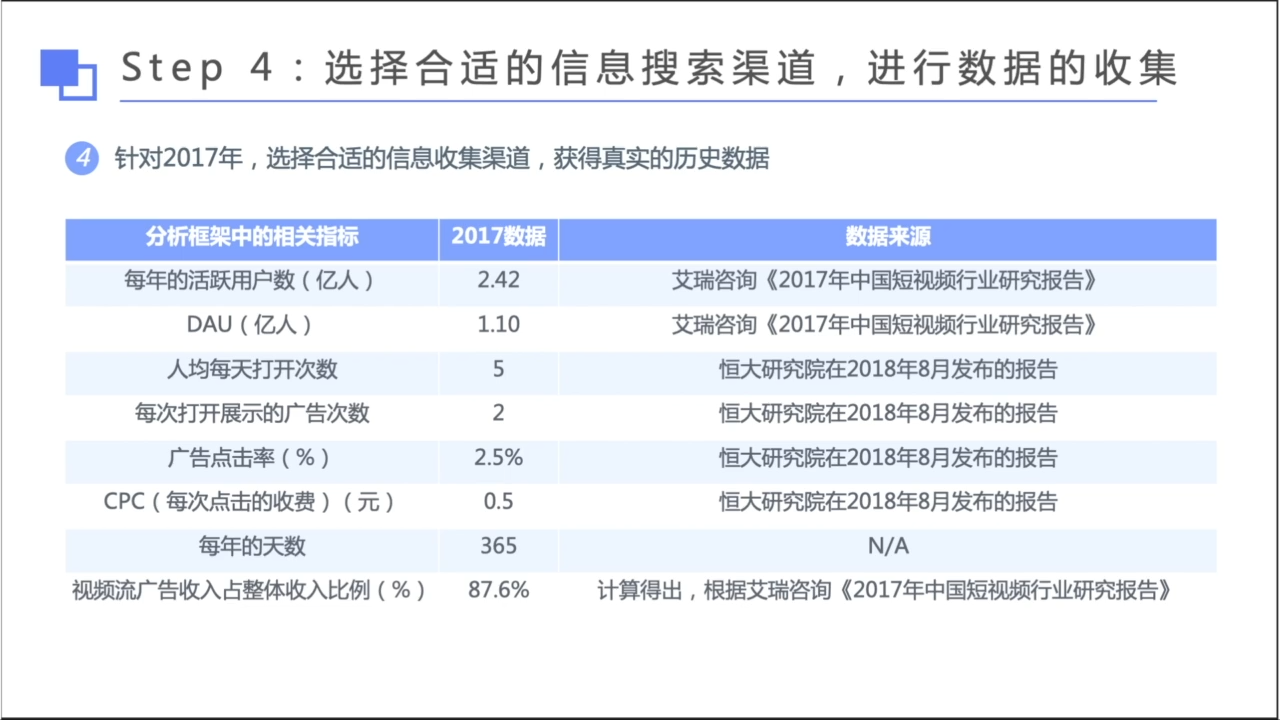 Step 4：选择合适的信息搜索渠道，进行数据的收集
4 针对2017年，选择合适的信息收集渠道，获得真实的历史数据
分析框架中的相关指标 2017数据 数据来源
每年的活跃用户数（亿人） 2.42 艾瑞咨询《2017年中国短视频行业研究报告》
DAU（亿人） 1.10 艾瑞咨询《2017年中国短视频行业研究报告》
人均每天打开次数 5 恒大研究院在2018年8月发布的报告
每次打开展示的广告次数 2 恒大研究院在2018年8月发布的报告
广告点击率（%） 2.5% 恒大研究院在2018年8月发布的报告
CPC（每次点击的收费）（元） 0.5 恒大研究院在2018年8月发布的报告
每年的天数 365 N/A
视频流广告收入占整体收入比例（%） 87.6% 计算得出，根据艾瑞咨询《2017年中国短视频行业研究报告》